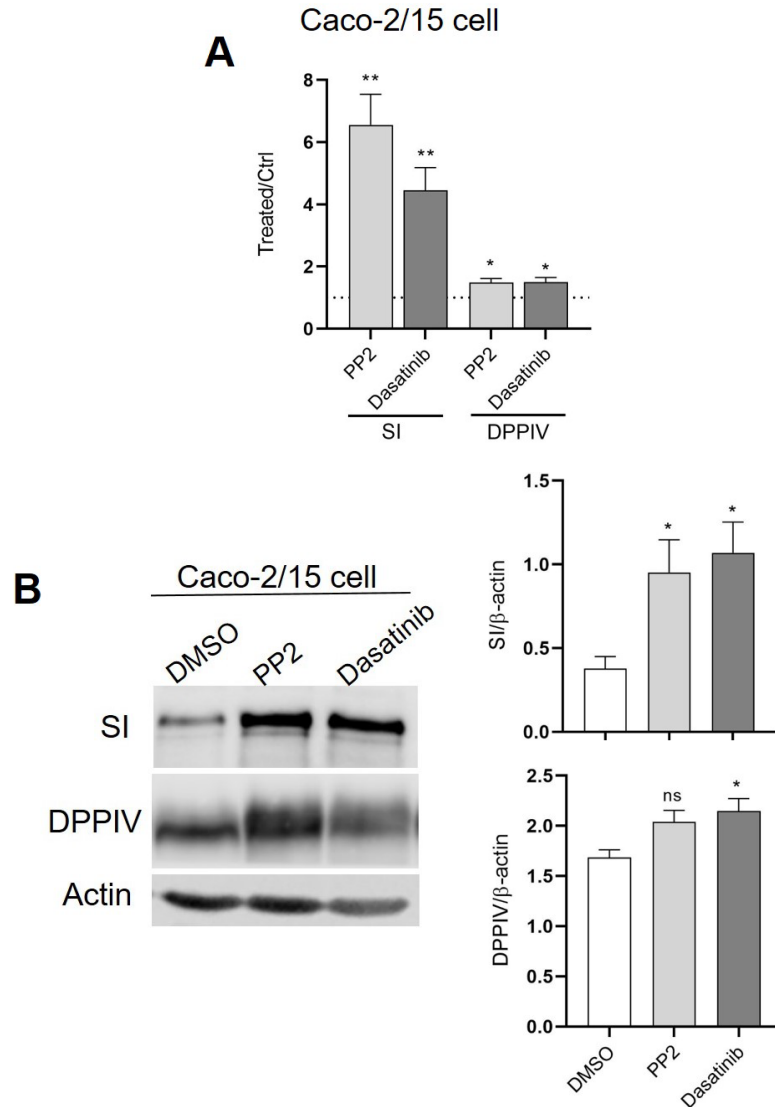 Caco-2/15 cell
A
Treated/Ctrl
8
6
4
2
0
**
**
*
*
PP2
Dasatinib
PP2
Dasatinib
SI
DPPIV
B
Caco-2/15 cell
DMSO
PP2
Dasatinib
SI
DPPIV
Actin
SI/β-actin
1.5
1.0
0.5
0.0
*
*
DPPIV/β-actin
2.5
2.0
1.5
1.0
0.5
0.0
ns
*
DMSO
PP2
Dasatinib